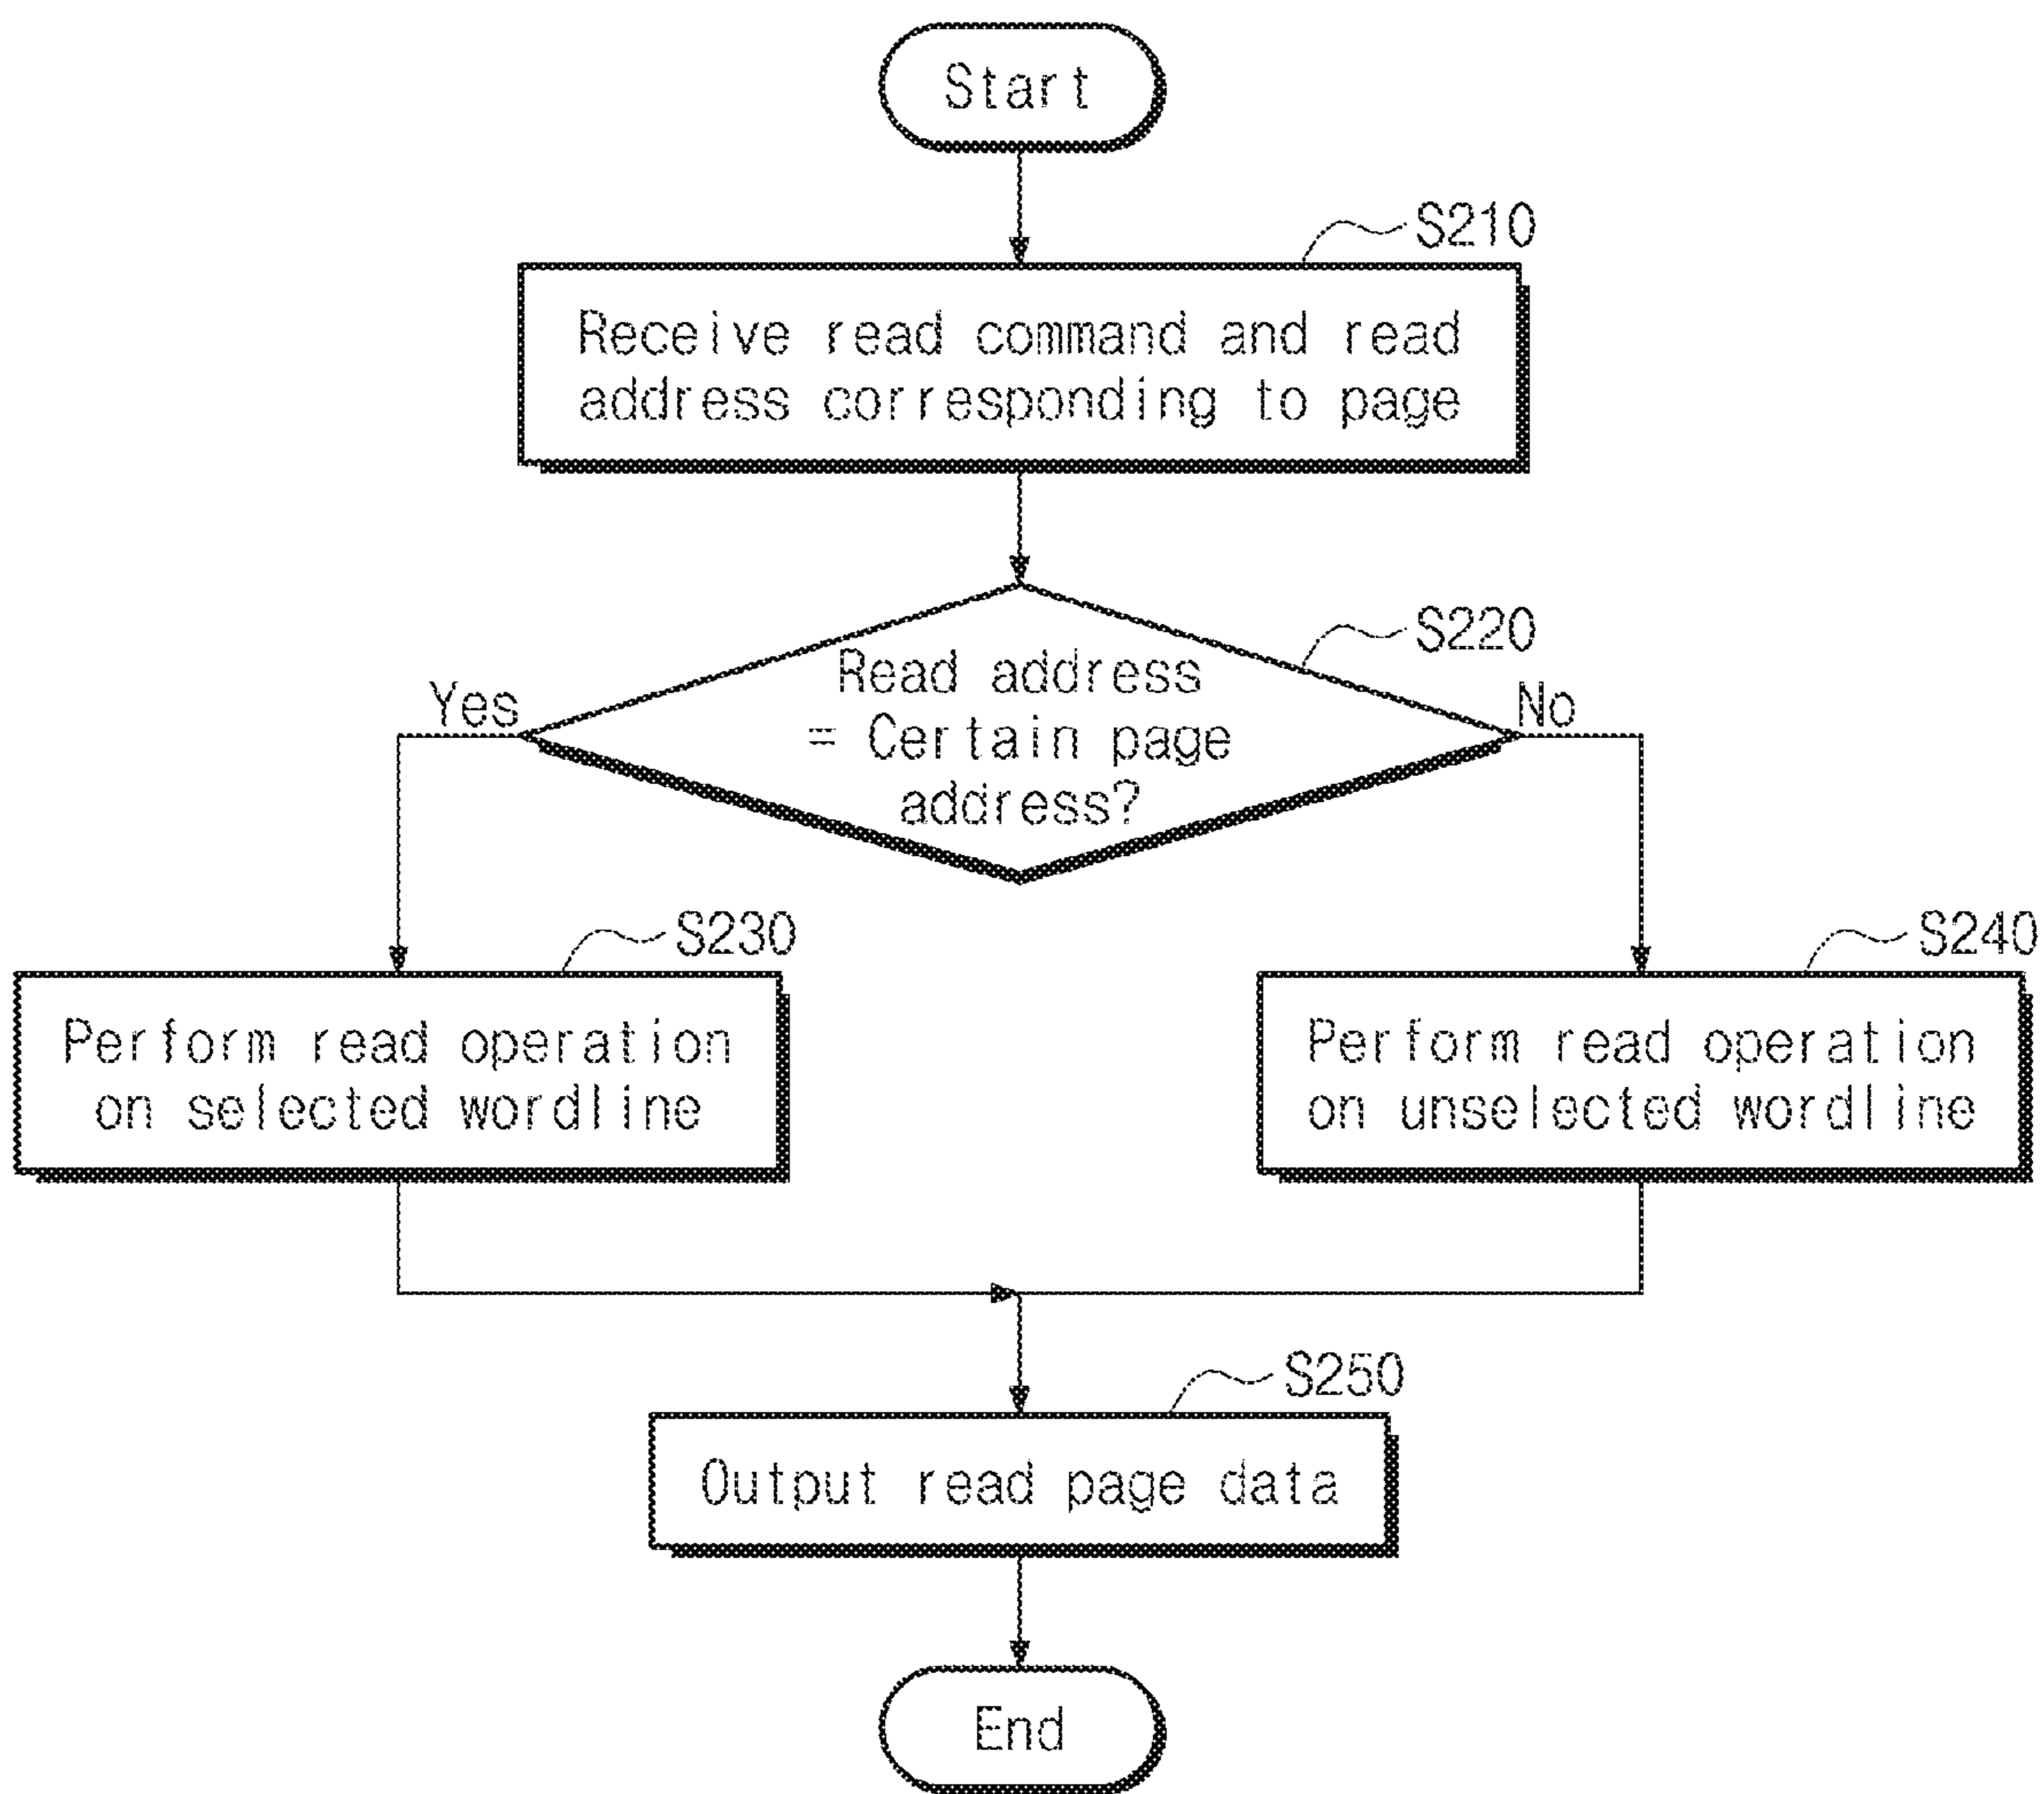 Start
S210
Receive read command and read
address corresponding to page
S220
Read address
= Certain page
address?
Yes
No
S230
Perform read operation
on selected wordline
S240
Perform read operation
on unselected wordline
S250
Output read page data
End